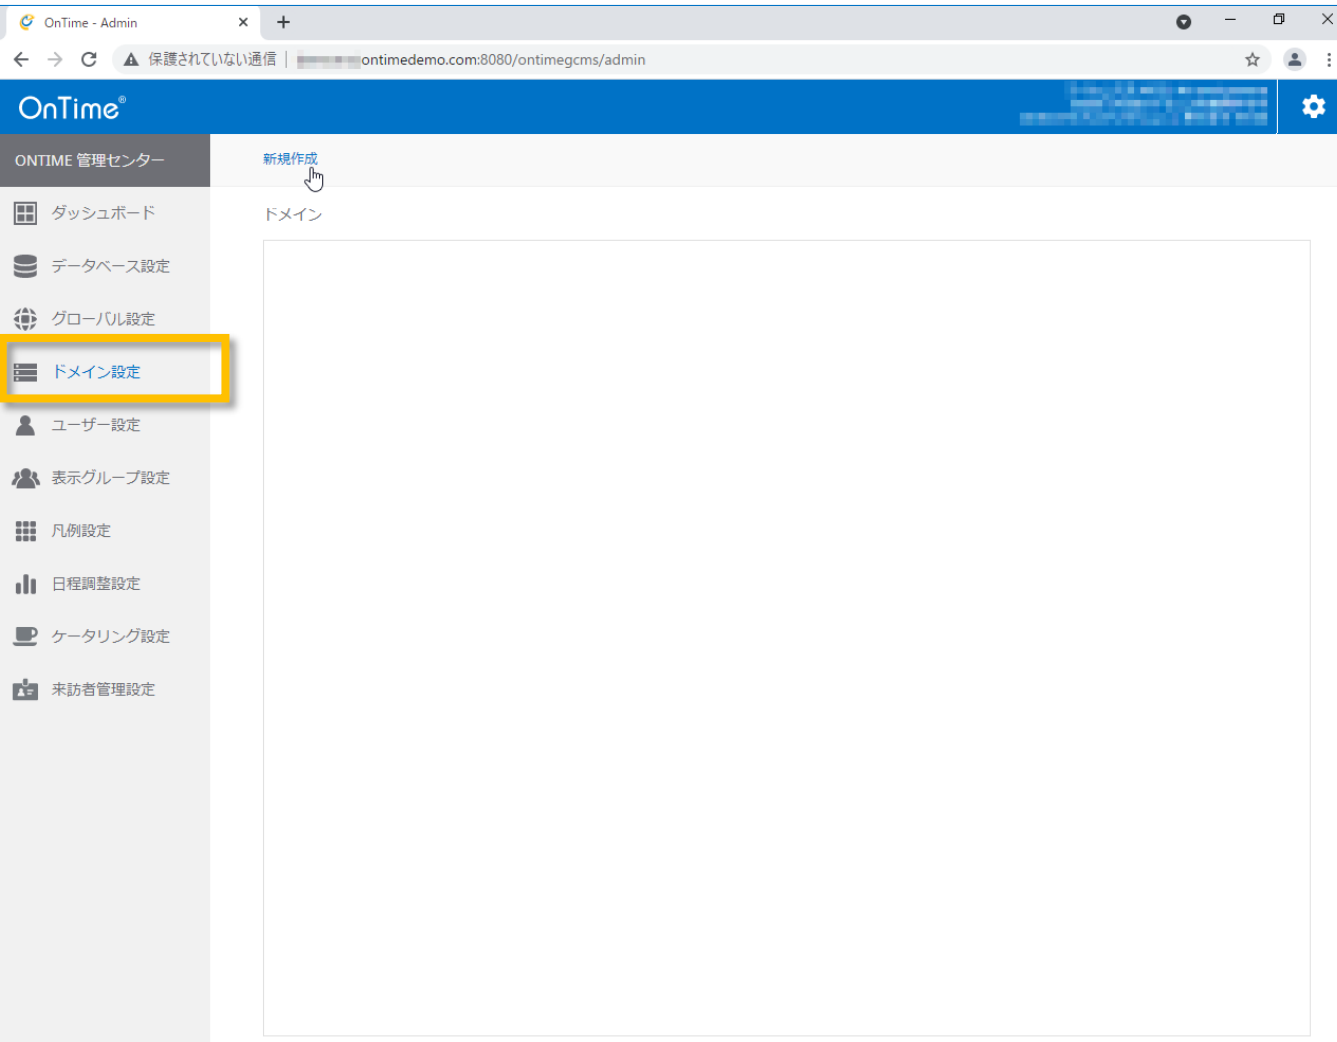 OnTime - Admin
保護されていない通信
ontimedemo.com:8080/ontimegcms/admin
OnTime®
ONTIME 管理センター
新規作成
ダッシュボード
ドメイン
データベース設定
グローバル設定
ドメイン設定
ユーザー設定
表示グループ設定
凡例設定
日程調整設定
ケータリング設定
来訪者管理設定